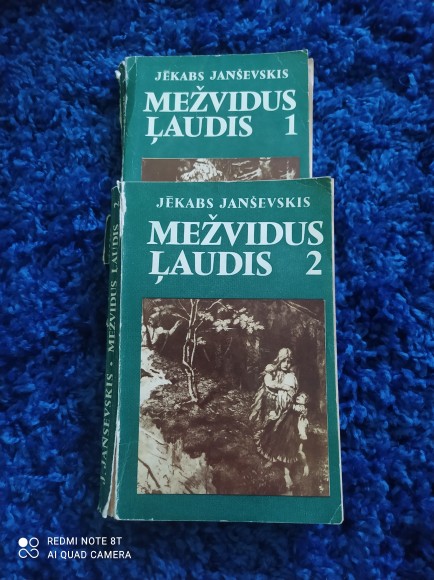 JĒKABS JANŠEVSKIS
MEŽVIDUS
ĻAUDIS 1
JĒKABS JANŠEVSKIS
MEŽVIDUS
ĻAUDIS 2
J. JANŠEVSKIS • MEŽVIDUS ĻAUDIS 2
REDMI NOTE 8T
AI QUAD CAMERA